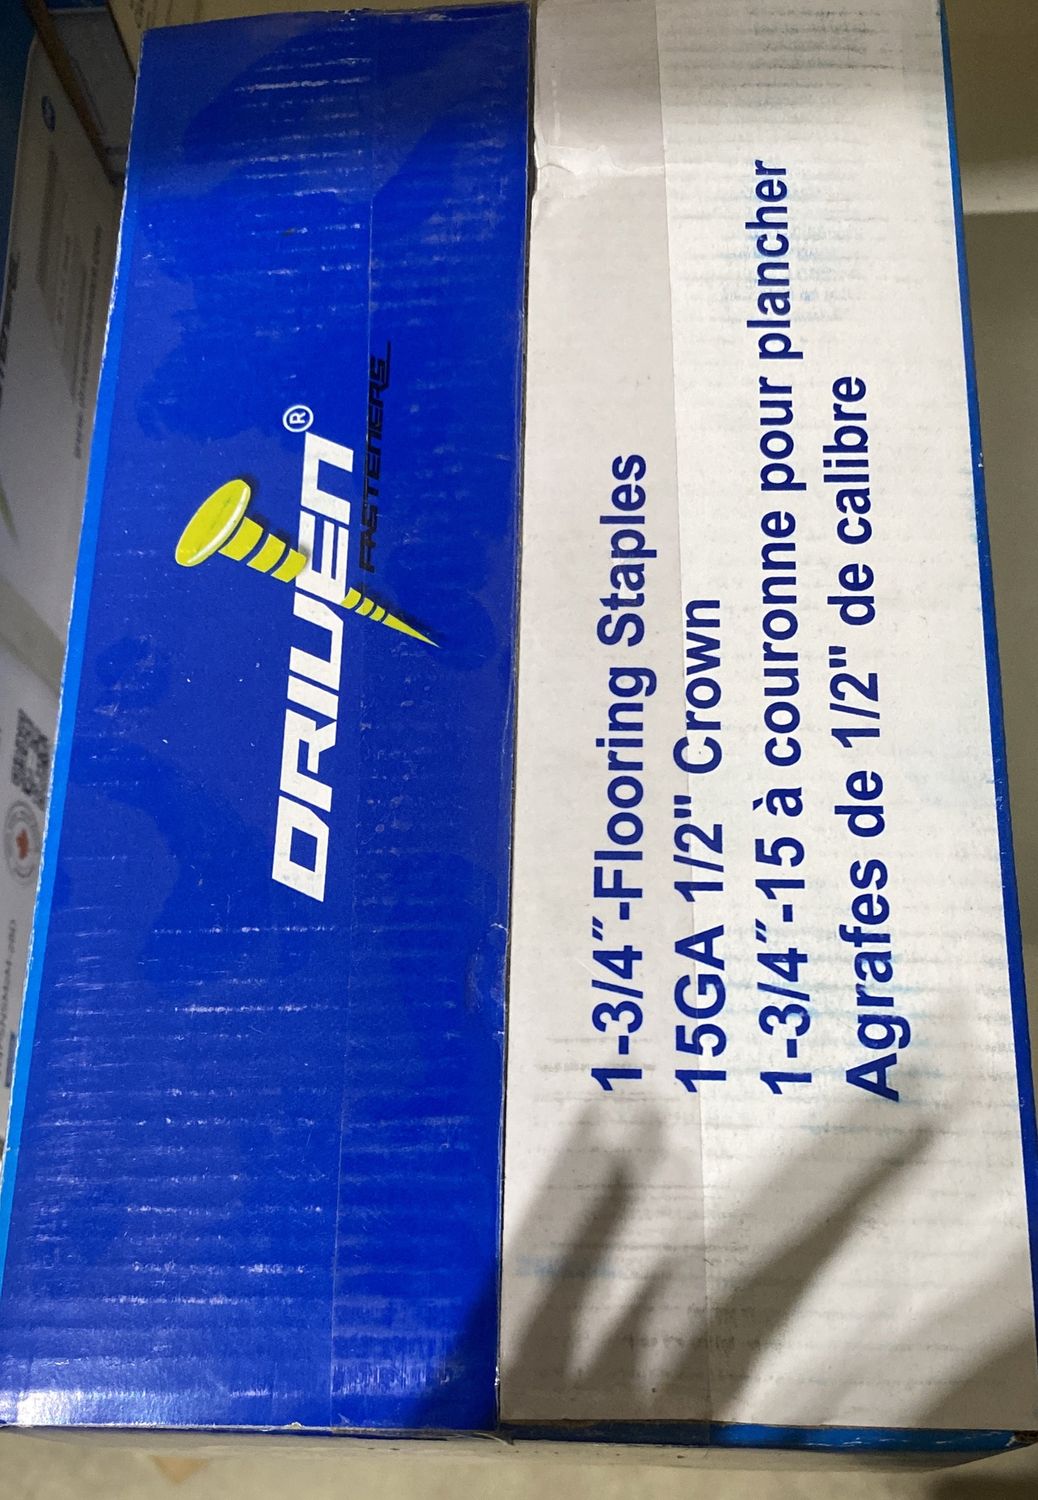 DRIVEN®
FASTENERS
1-3/4″-Flooring Staples
15GA 1/2" Crown
1-3/4″-15 à couronne pour plancher
Agrafes de 1/2" de calibre